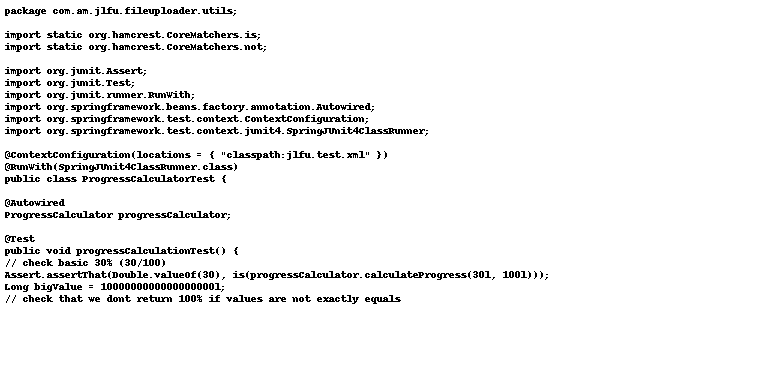 package com.am.jlfu.fileuploader.utils;
import static org.hamcrest.CoreMatchers.is;
import static org.hamcrest.CoreMatchers.not;
import org.junit.Assert;
import org.junit.Test;
import org.junit.runner.RunWith;
import org.springframework.beans.factory.annotation.Autowired;
import org.springframework.test.context.ContextConfiguration;
import org.springframework.test.context.junit4.SpringJUnit4ClassRunner;
@ContextConfiguration(locations = { "classpath:jlfu.test.xml" })
@RunWith(SpringJUnit4ClassRunner.class)
public class ProgressCalculatorTest {
@Autowired
ProgressCalculator progressCalculator;
@Test
public void progressCalculationTest() {
// check basic 30% (30/100)
Assert.assertThat(Double.valueOf(30), is(progressCalculator.calculateProgress(30l, 100l)));
Long bigValue = 1000000000000000000l;
// check that we dont return 100% if values are not exactly equals